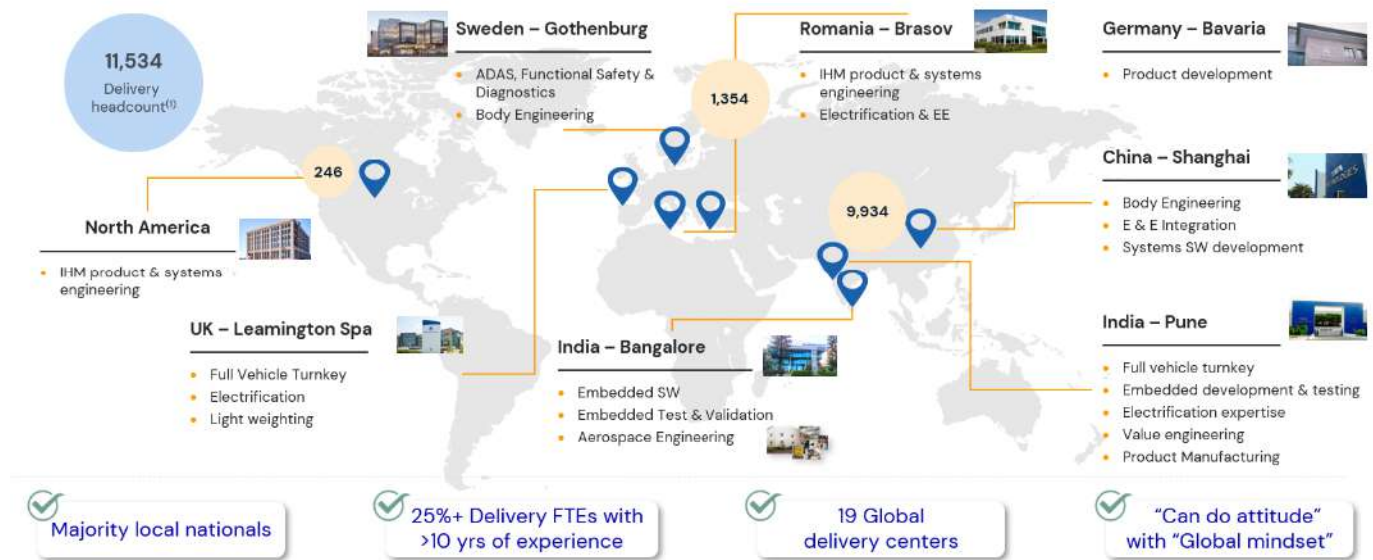 11,534
Delivery
headcount(1)
Sweden – Gothenburg
• ADAS, Functional Safety &
Diagnostics
• Body Engineering
1,354
Romania – Brasov
• IHM product & systems
engineering
• Electrification & EE
Germany – Bavaria
• Product development
246
North America
• IHM product & systems
engineering
9,934
China – Shanghai
• Body Engineering
• E & E Integration
• Systems SW development
UK – Leamington Spa
• Full Vehicle Turnkey
• Electrification
• Light weighting
India – Bangalore
• Embedded SW
• Embedded Test & Validation
• Aerospace Engineering
India – Pune
• Full vehicle turnkey
• Embedded development & testing
• Electrification expertise
• Value engineering
• Product Manufacturing
Majority local nationals
25%+ Delivery FTEs with
>10 yrs of experience
19 Global
delivery centers
“Can do attitude”
with “Global mindset”